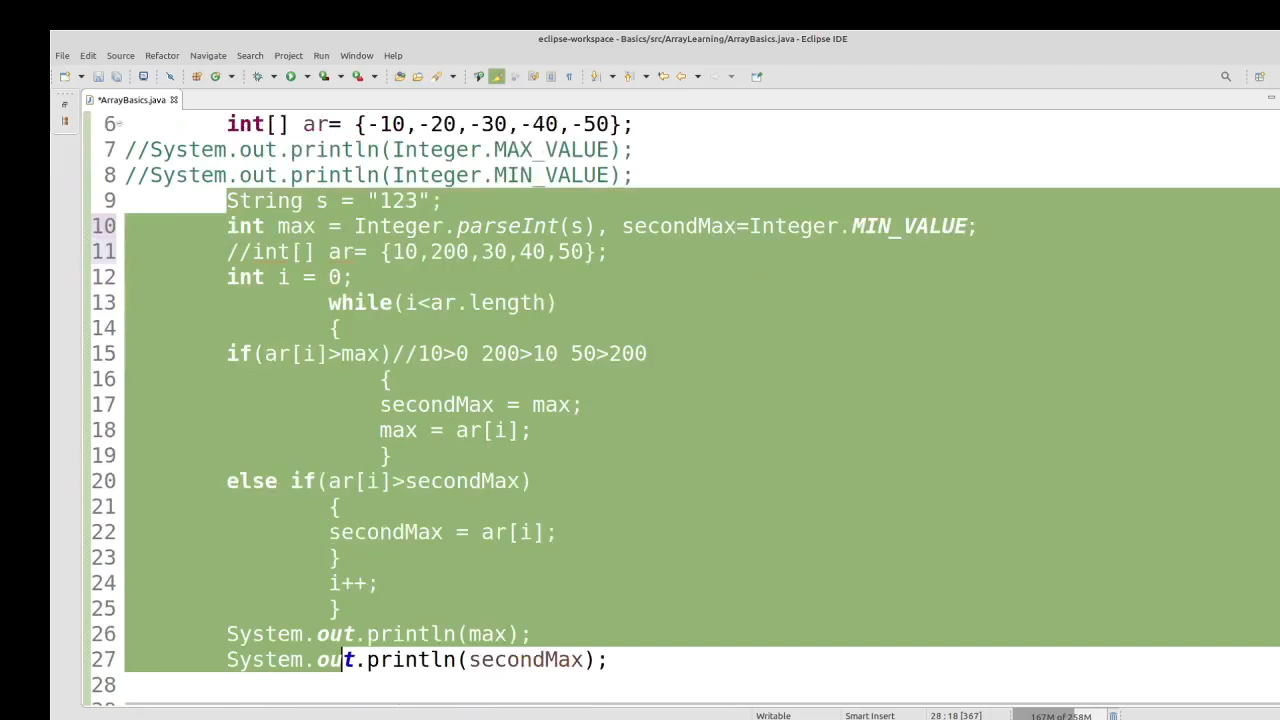 eclipse-workspace - Basics/src/ArrayLearning/ArrayBasics.java - Eclipse IDE
File Edit Source Refactor Navigate Search Project Run Window Help
*ArrayBasics.java
6 int[] ar= {-10,-20,-30,-40,-50};
7 //System.out.println(Integer.MAX_VALUE);
8 //System.out.println(Integer.MIN_VALUE);
9 String s = "123";
10 int max = Integer.parseInt(s), secondMax=Integer.MIN_VALUE;
11 //int[] ar= {10,200,30,40,50};
12 int i = 0;
13 while(i<ar.length)
14 {
15 if(ar[i]>max)//10>0 200>10 50>200
16 {
17 secondMax = max;
18 max = ar[i];
19 }
20 else if(ar[i]>secondMax)
21 {
22 secondMax = ar[i];
23 }
24 i++;
25 }
26 System.out.println(max);
27 System.out.println(secondMax);
28
Writable Smart Insert 28 : 18 [367] 167M of 258M